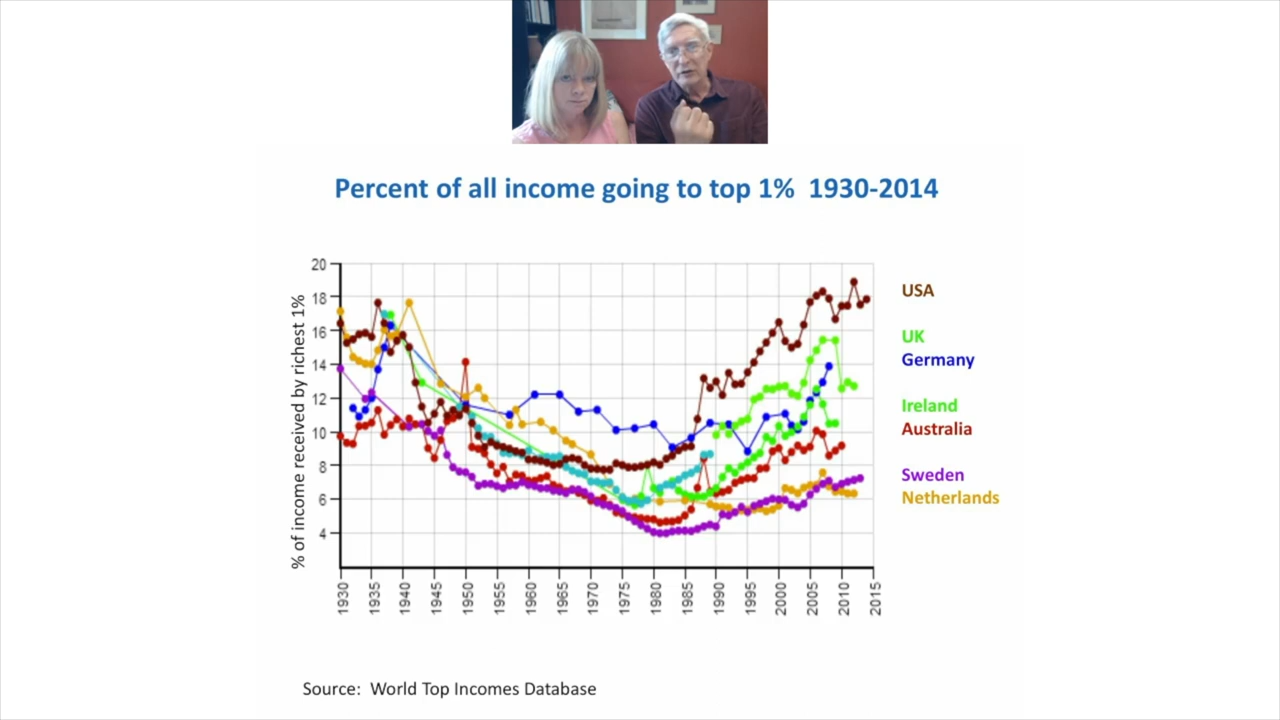 Percent of all income going to top 1% 1930-2014
% of income received by richest 1%
20
18
16
14
12
10
8
6
4
1930
1935
1940
1945
1950
1955
1960
1965
1970
1975
1980
1985
1990
1995
2000
2005
2010
2015
USA
UK
Germany
Ireland
Australia
Sweden
Netherlands
Source: World Top Incomes Database